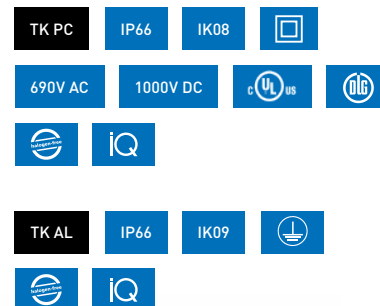 TK PC IP66 IK08
690V AC 1000V DC c UL us DLG
halogen-free iQ
TK AL IP66 IK09
halogen-free iQ